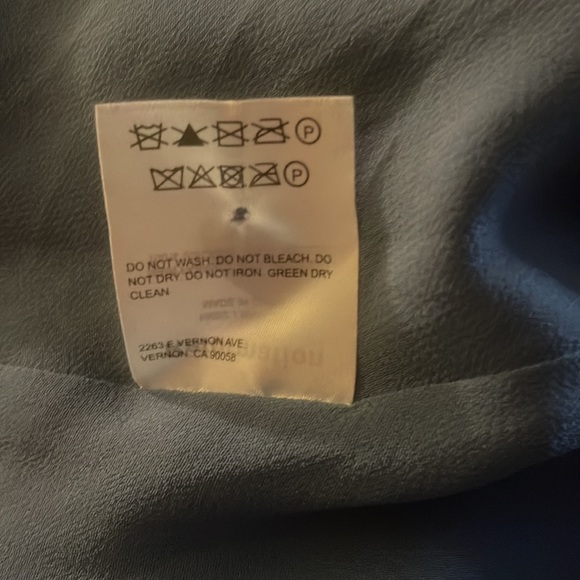 P
P
DO NOT WASH. DO NOT BLEACH. DO
NOT DRY. DO NOT IRON. GREEN DRY
CLEAN
2263 E.VERNON AVE.
VERNON. CA.90058